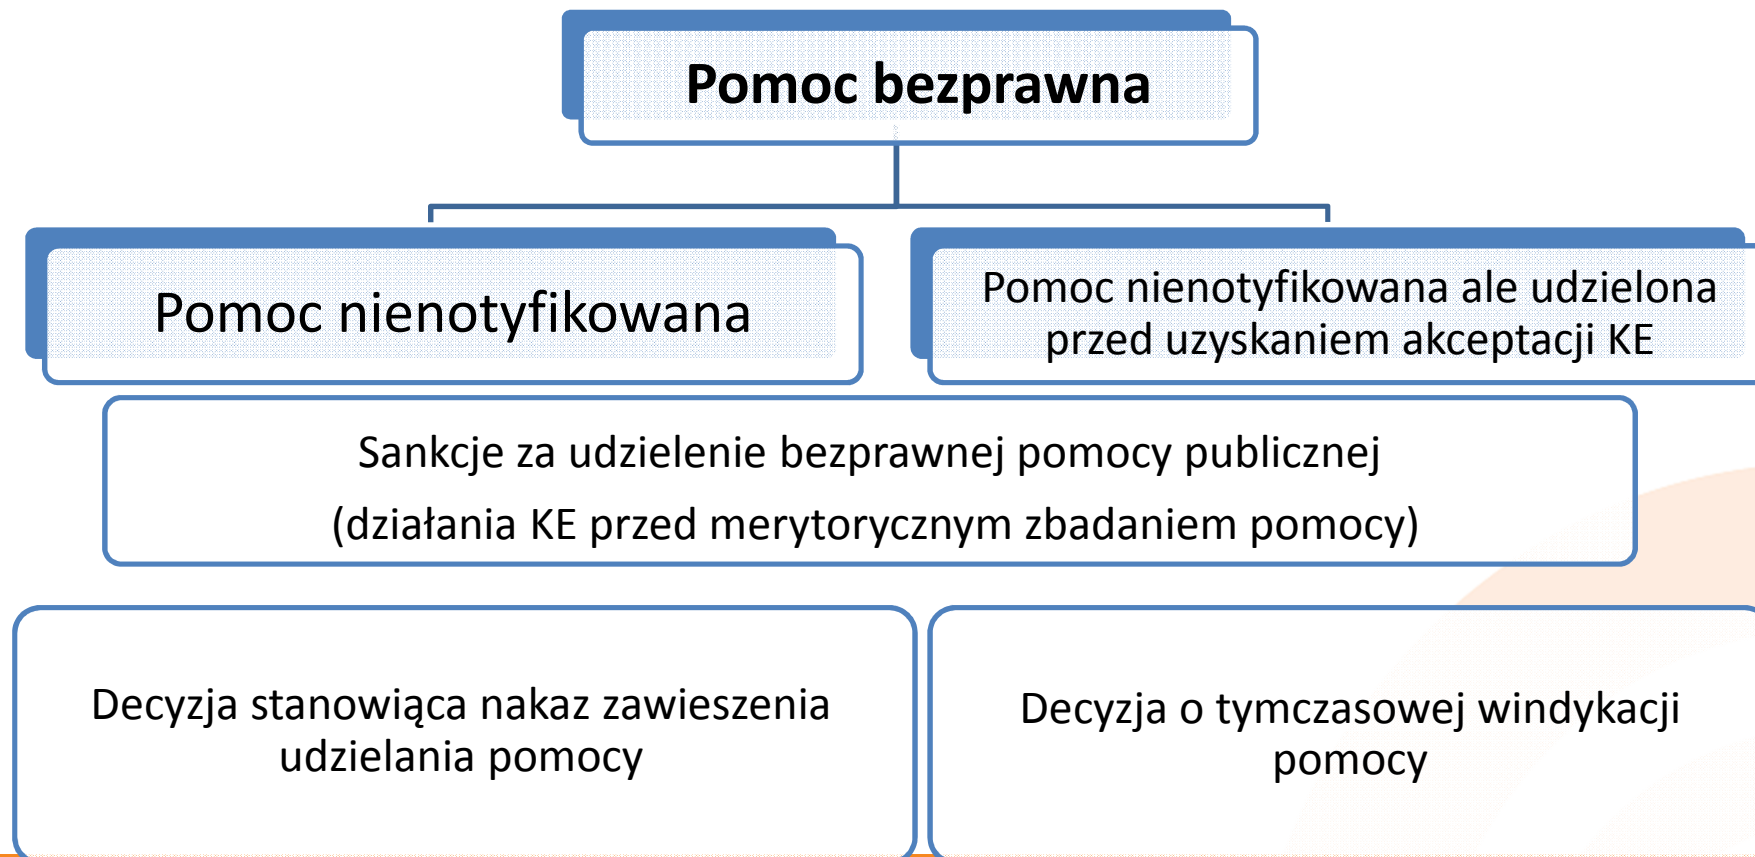 Pomoc bezprawna
Pomoc nienotyfikowana
Pomoc nienotyfikowana ale udzielona
przed uzyskaniem akceptacji KE
Sankcje za udzielenie bezprawnej pomocy publicznej
(działania KE przed merytorycznym zbadaniem pomocy)
Decyzja stanowiąca nakaz zawieszenia
udzielania pomocy
Decyzja o tymczasowej windykacji
pomocy